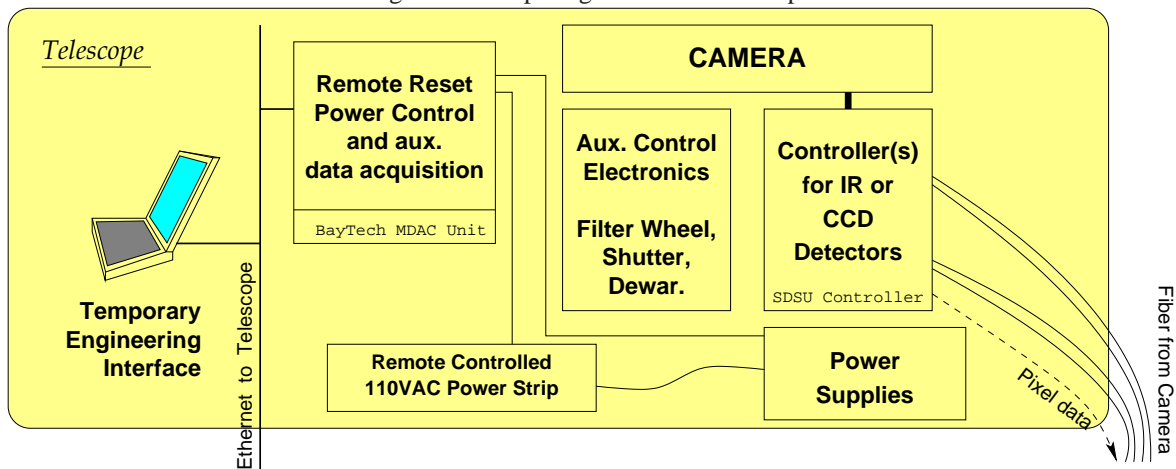 Telescope
Remote Reset
Power Control
and aux.
data acquisition
BayTech MDAC Unit
CAMERA
Aux. Control
Electronics
Filter Wheel,
Shutter,
Dewar.
Controller(s)
for IR or
CCD
Detectors
SDSU Controller
Temporary
Engineering
Interface
Ethernet to Telescope
Remote Controlled
110VAC Power Strip
Power
Supplies
Pixel data
Fiber from Camera